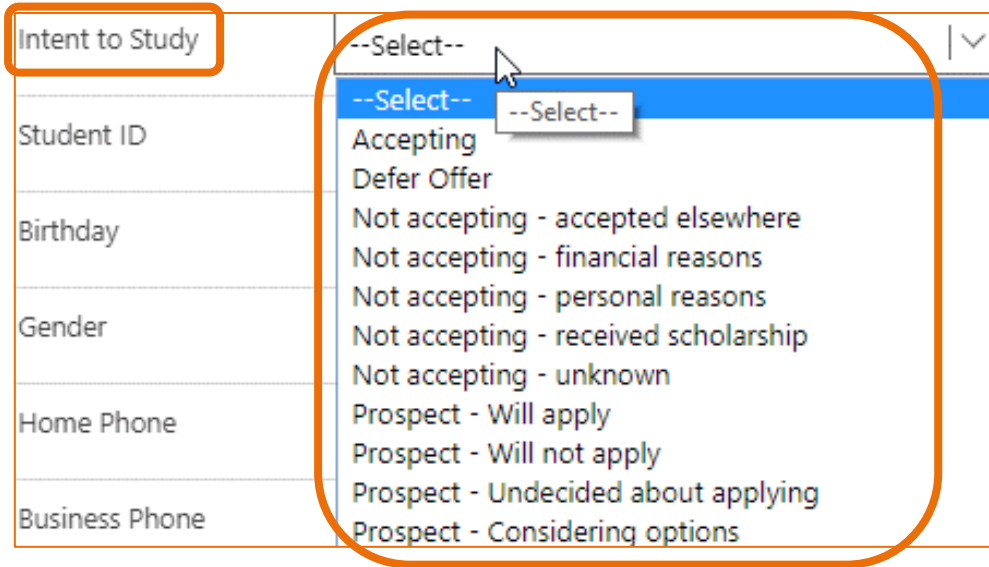 Intent to Study
--Select--
--Select--
--Select--
Student ID
Accepting
Defer Offer
Birthday
Not accepting - accepted elsewhere
Not accepting - financial reasons
Not accepting - personal reasons
Gender
Not accepting - received scholarship
Not accepting - unknown
Home Phone
Prospect - Will apply
Prospect - Will not apply
Prospect - Undecided about applying
Business Phone
Prospect - Considering options